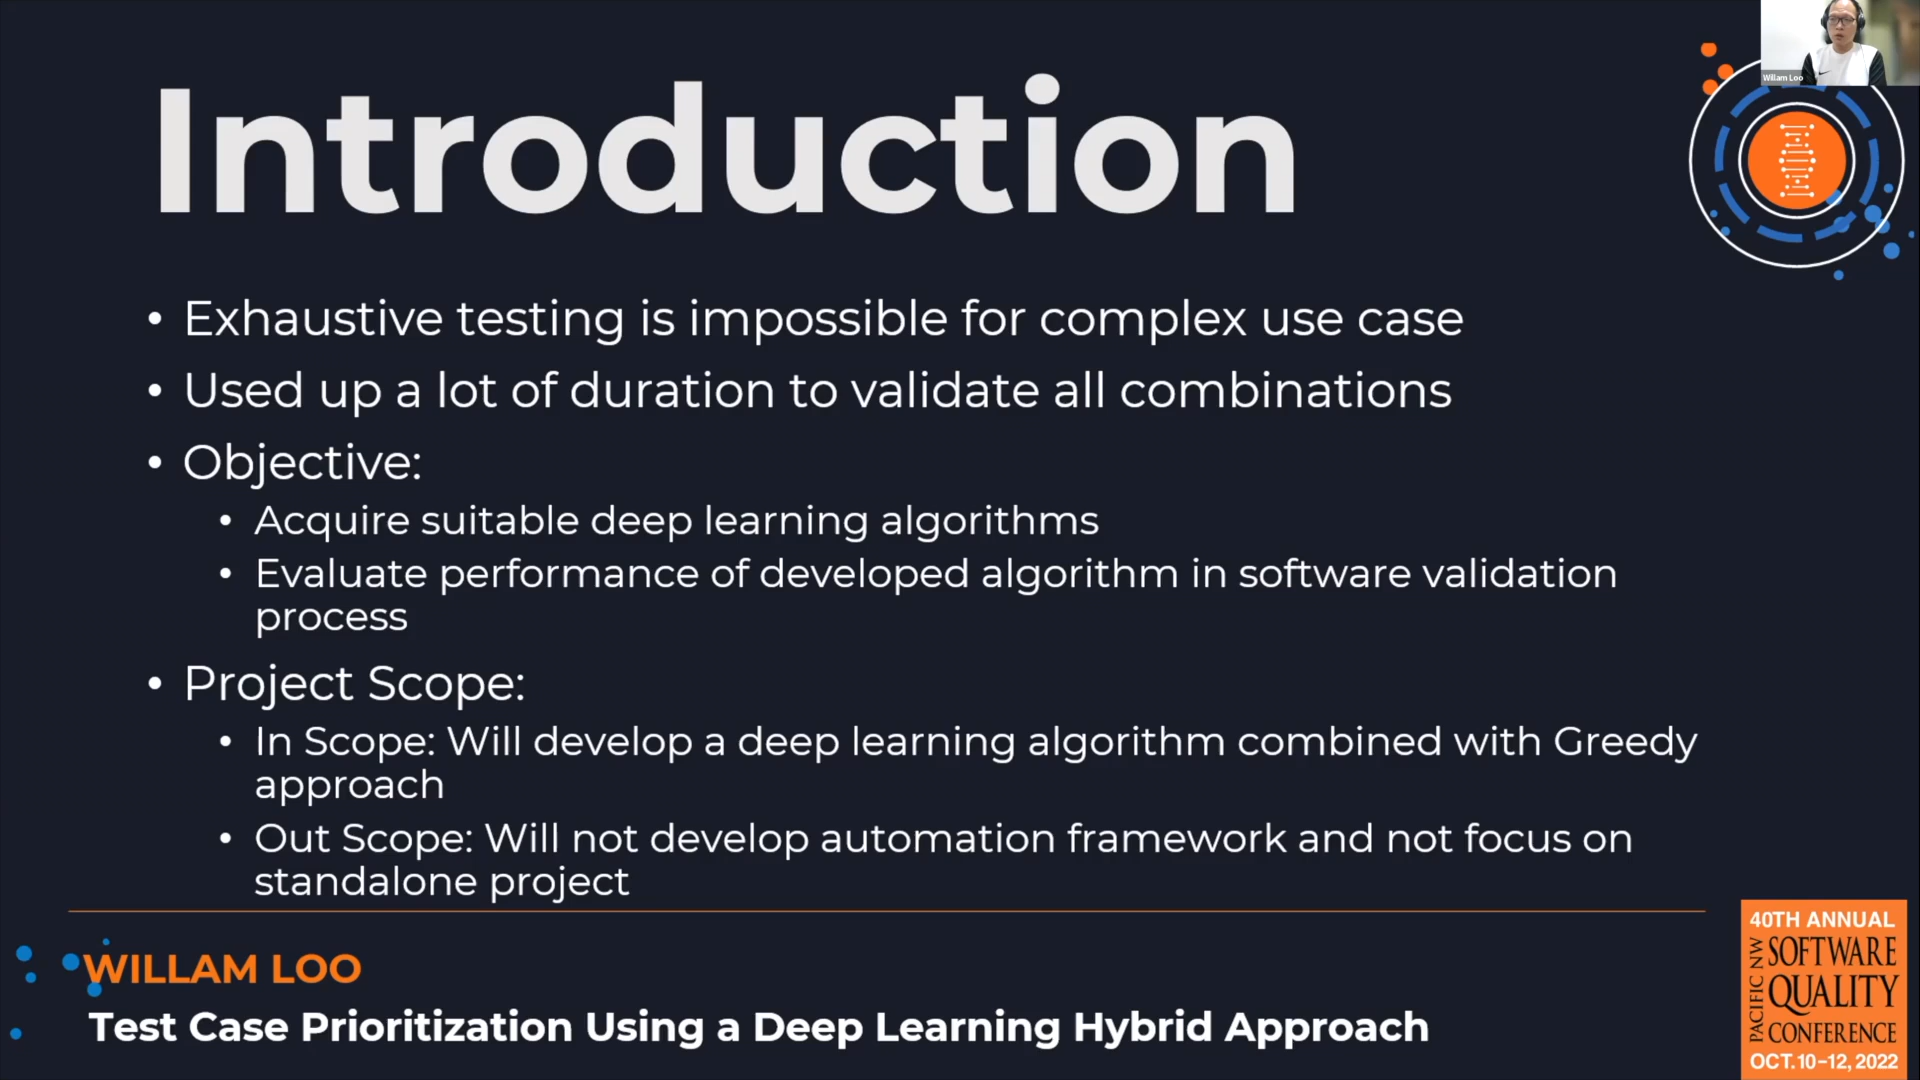 Willam Loo
Introduction
• Exhaustive testing is impossible for complex use case
• Used up a lot of duration to validate all combinations
• Objective:
• Acquire suitable deep learning algorithms
• Evaluate performance of developed algorithm in software validation
process
• Project Scope:
• In Scope: Will develop a deep learning algorithm combined with Greedy
approach
• Out Scope: Will not develop automation framework and not focus on
standalone project
WILLAM LOO
Test Case Prioritization Using a Deep Learning Hybrid Approach
40TH ANNUAL
PACIFIC NW
SOFTWARE
QUALITY
CONFERENCE
OCT. 10-12, 2022